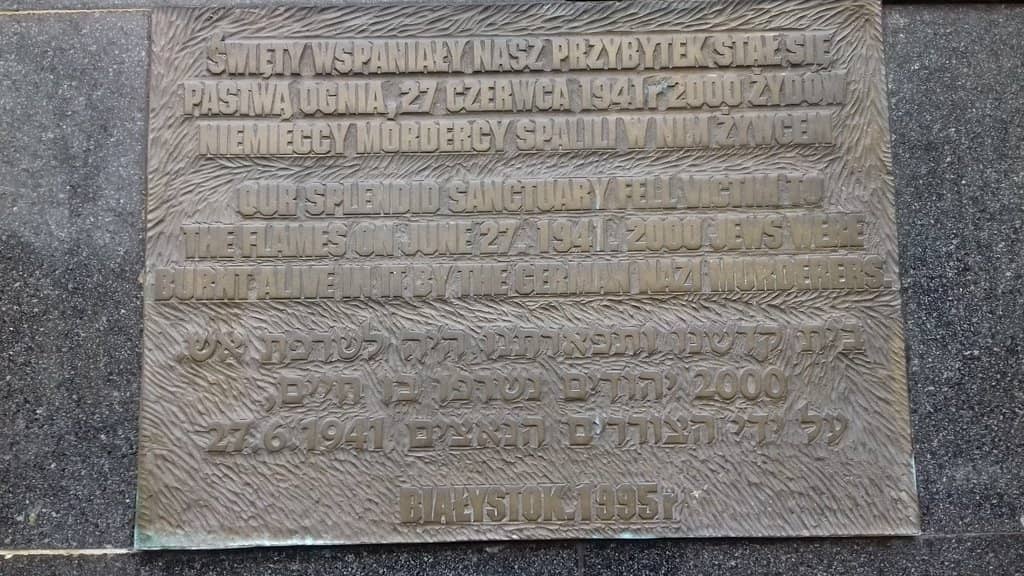 ŚWIĘTY WSPANIAŁY NASZ PRZYBYTEK STAŁ SIĘ
PASTWĄ OGNIA 27 CZERWCA 1941 r 2000 ŻYDÓW
NIEMIECCY MORDERCY SPALILI W NIM ŻYWCEM
OUR SPLENDID SANCTUARY FELL VICTIM TO
THE FLAMES ON JUNE 27, 1941. 2000 JEWS WERE
BURNT ALIVE IN IT BY THE GERMAN NAZI MURDERERS.
בית קדשנו ותפארתנו היה לשרפת אש.
2000 יהודים נשרפו בו חיים,
על ידי הצוררים הנאצים 27.6.1941
BIAŁYSTOK.1995 r